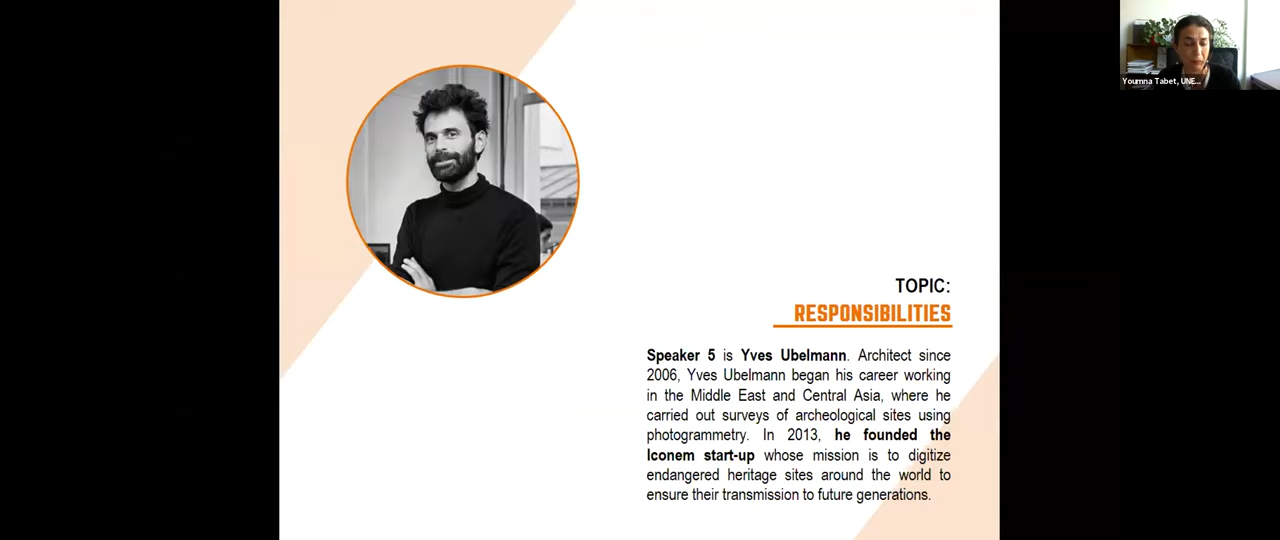 Youmna Tabet, UNE...
TOPIC:
RESPONSIBILITIES
Speaker 5 is Yves Ubelmann. Architect since
2006, Yves Ubelmann began his career working
in the Middle East and Central Asia, where he
carried out surveys of archeological sites using
photogrammetry. In 2013, he founded the
Iconem start-up whose mission is to digitize
endangered heritage sites around the world to
ensure their transmission to future generations.